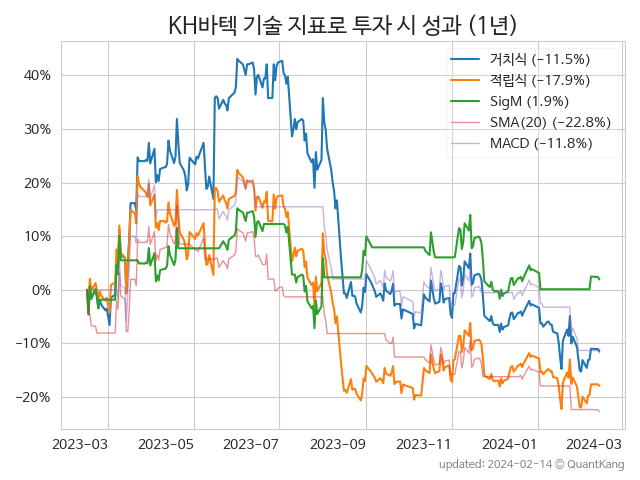 KH바텍 기술 지표로 투자 시 성과 (1년)
거치식 (−11.5%)
적립식 (−17.9%)
SigM (1.9%)
SMA(20) (−22.8%)
MACD (−11.8%)
40%
30%
20%
10%
0%
−10%
−20%
2023-03 2023-05 2023-07 2023-09 2023-11 2024-01 2024-03
updated: 2024-02-14 © QuantKang